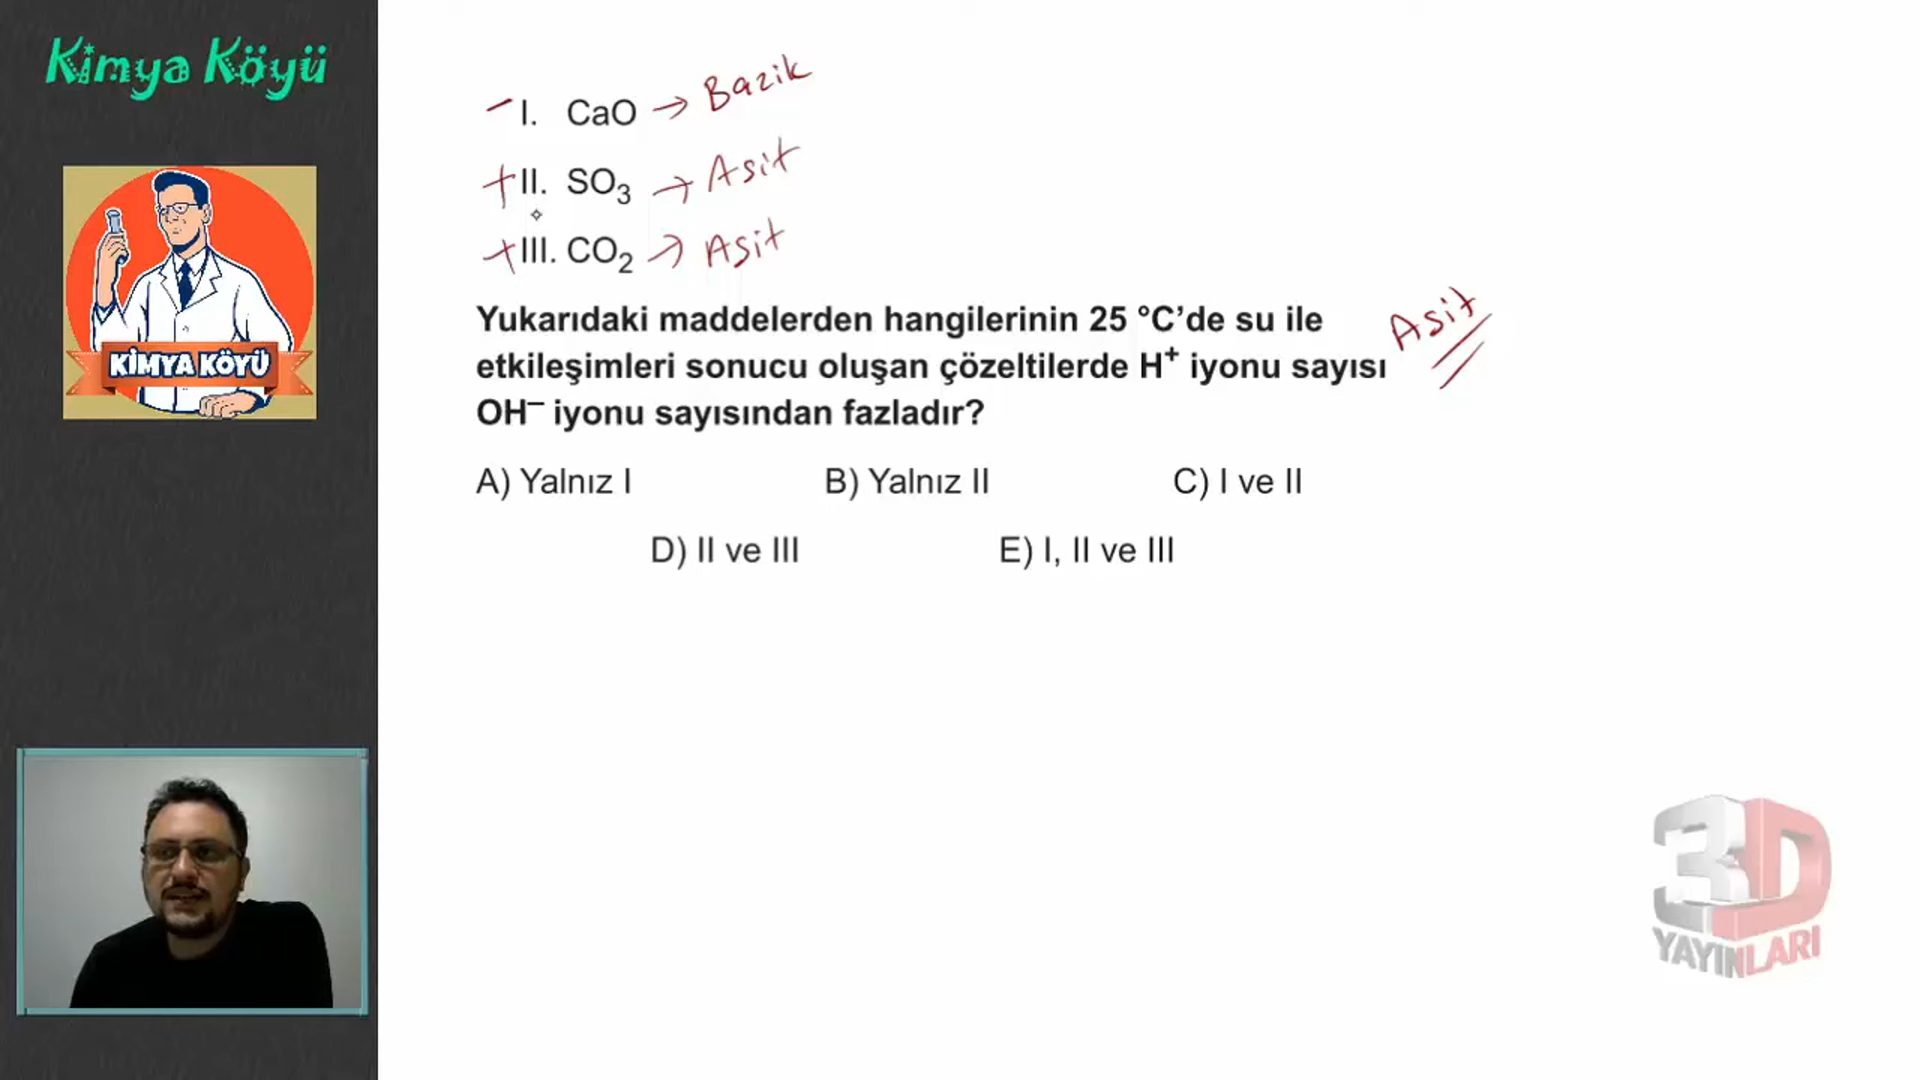 Kimya Köyü
KİMYA KÖYÜ
I. CaO → Bazik
+ II. SO₃ → Asit
+ III. CO₂ → Asit
Yukarıdaki maddelerden hangilerinin 25 °C’de su ile
etkileşimleri sonucu oluşan çözeltilerde H⁺ iyonu sayısı
OH⁻ iyonu sayısından fazladır?
Asit
A) Yalnız I B) Yalnız II C) I ve II
D) II ve III E) I, II ve III
3D
YAYINLARI